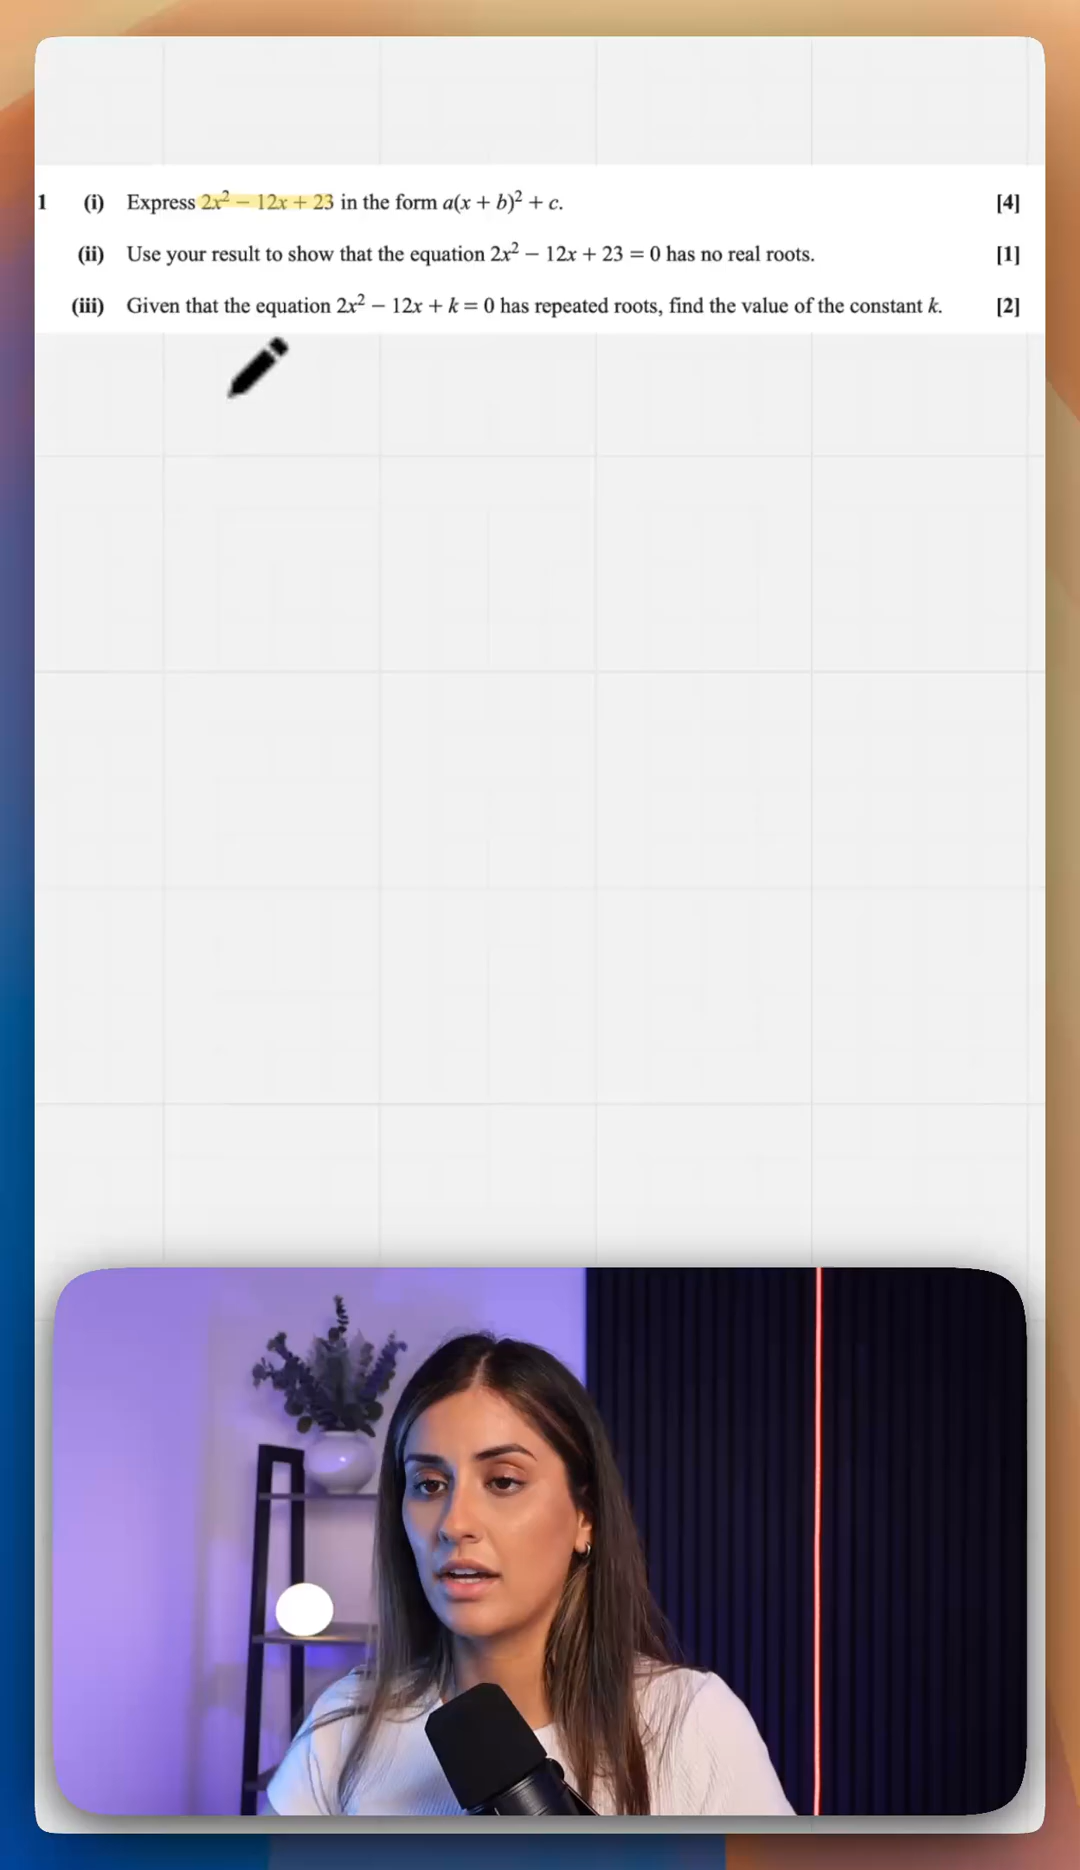 1 (i) Express 2x² − 12x + 23 in the form a(x + b)² + c. [4]
(ii) Use your result to show that the equation 2x² − 12x + 23 = 0 has no real roots. [1]
(iii) Given that the equation 2x² − 12x + k = 0 has repeated roots, find the value of the constant k. [2]